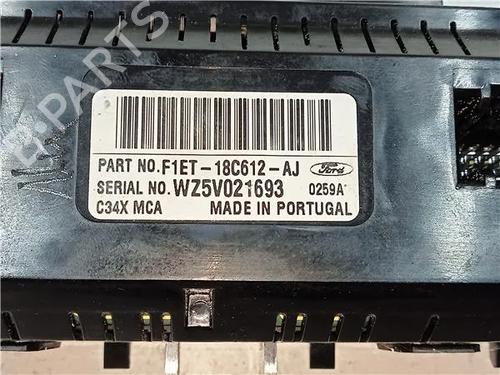 B-PARTS
PART NO. F1ET-18C612-AJ
SERIAL NO. WZ5V021693
Ford
0259A
C34X MCA
MADE IN PORTUGAL